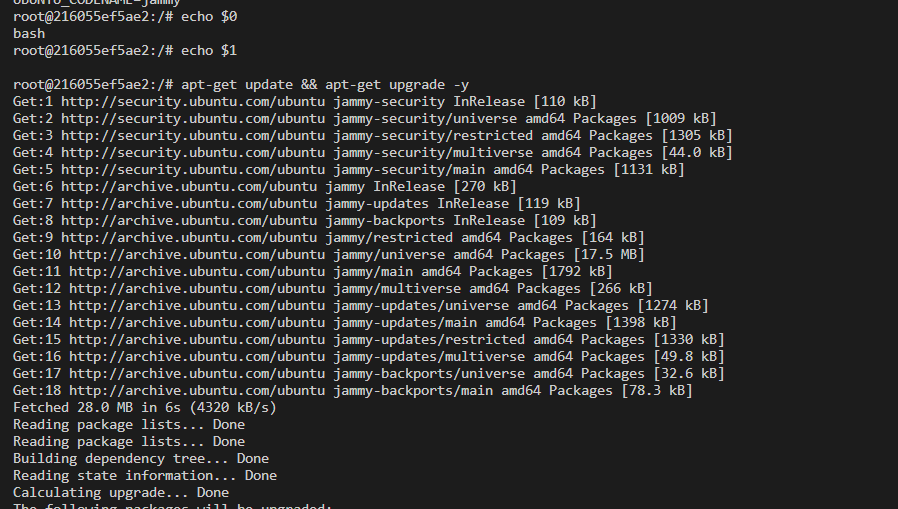 UBUNTU_CODENAME=jammy
root@216055ef5ae2:/# echo $0
bash
root@216055ef5ae2:/# echo $1

root@216055ef5ae2:/# apt-get update && apt-get upgrade -y
Get:1 http://security.ubuntu.com/ubuntu jammy-security InRelease [110 kB]
Get:2 http://security.ubuntu.com/ubuntu jammy-security/universe amd64 Packages [1009 kB]
Get:3 http://security.ubuntu.com/ubuntu jammy-security/restricted amd64 Packages [1305 kB]
Get:4 http://security.ubuntu.com/ubuntu jammy-security/multiverse amd64 Packages [44.0 kB]
Get:5 http://security.ubuntu.com/ubuntu jammy-security/main amd64 Packages [1131 kB]
Get:6 http://archive.ubuntu.com/ubuntu jammy InRelease [270 kB]
Get:7 http://archive.ubuntu.com/ubuntu jammy-updates InRelease [119 kB]
Get:8 http://archive.ubuntu.com/ubuntu jammy-backports InRelease [109 kB]
Get:9 http://archive.ubuntu.com/ubuntu jammy/restricted amd64 Packages [164 kB]
Get:10 http://archive.ubuntu.com/ubuntu jammy/universe amd64 Packages [17.5 MB]
Get:11 http://archive.ubuntu.com/ubuntu jammy/main amd64 Packages [1792 kB]
Get:12 http://archive.ubuntu.com/ubuntu jammy/multiverse amd64 Packages [266 kB]
Get:13 http://archive.ubuntu.com/ubuntu jammy-updates/universe amd64 Packages [1274 kB]
Get:14 http://archive.ubuntu.com/ubuntu jammy-updates/main amd64 Packages [1398 kB]
Get:15 http://archive.ubuntu.com/ubuntu jammy-updates/restricted amd64 Packages [1330 kB]
Get:16 http://archive.ubuntu.com/ubuntu jammy-updates/multiverse amd64 Packages [49.8 kB]
Get:17 http://archive.ubuntu.com/ubuntu jammy-backports/universe amd64 Packages [32.6 kB]
Get:18 http://archive.ubuntu.com/ubuntu jammy-backports/main amd64 Packages [78.3 kB]
Fetched 28.0 MB in 6s (4320 kB/s)
Reading package lists... Done
Reading package lists... Done
Building dependency tree... Done
Reading state information... Done
Calculating upgrade... Done
The following packages will be upgraded: